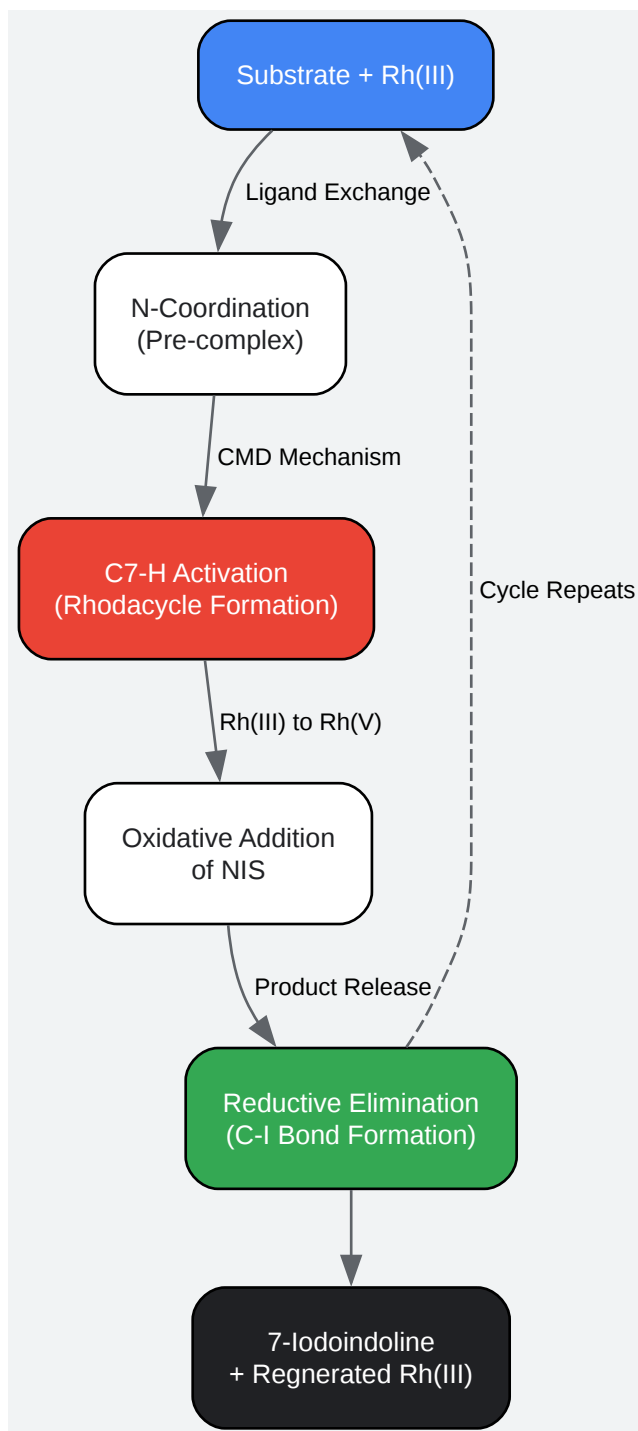 Substrate + Rh(III)
Ligand Exchange
N-Coordination
(Pre-complex)
CMD Mechanism
C7-H Activation
(Rhodacycle Formation)
Cycle Repeats
Rh(III) to Rh(V)
Oxidative Addition
of NIS
Product Release
Reductive Elimination
(C-I Bond Formation)
7-Iodoindoline
+ Regnerated Rh(III)